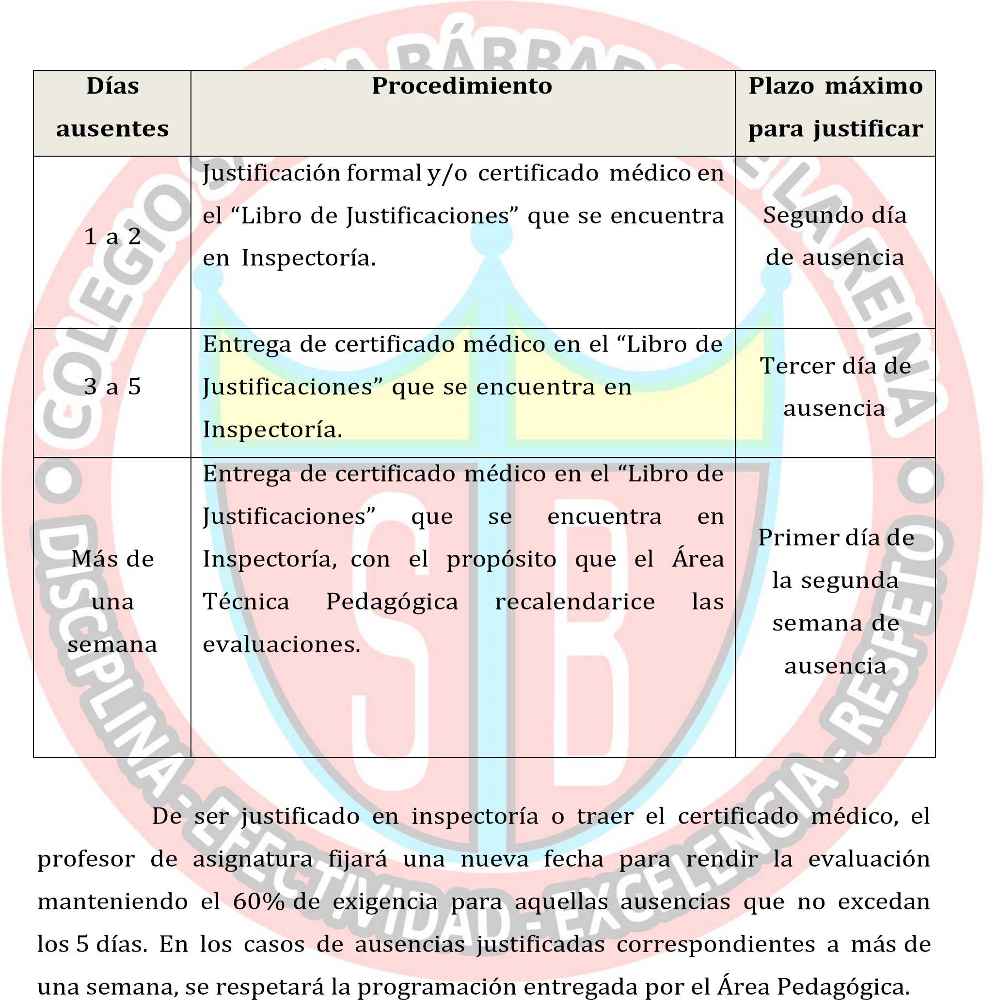 Días
ausentes
Procedimiento
Plazo máximo
para justificar
1 a 2
Justificación formal y/o certificado médico en
el “Libro de Justificaciones” que se encuentra
en Inspectoría.
Segundo día
de ausencia
3 a 5
Entrega de certificado médico en el “Libro de
Justificaciones” que se encuentra en
Inspectoría.
Tercer día de
ausencia
Más de
una
semana
Entrega de certificado médico en el “Libro de
Justificaciones” que se encuentra en
Inspectoría, con el propósito que el Área
Técnica Pedagógica recalendarice las
evaluaciones.
Primer día de
la segunda
semana de
ausencia
De ser justificado en inspectoría o traer el certificado médico, el
profesor de asignatura fijará una nueva fecha para rendir la evaluación
manteniendo el 60% de exigencia para aquellas ausencias que no excedan
los 5 días. En los casos de ausencias justificadas correspondientes a más de
una semana, se respetará la programación entregada por el Área Pedagógica.
COLEGIO
BÁRBARA
LA REINA
S B
DISCIPLINA - EFECTIVIDAD - EXCELENCIA - RESPETO